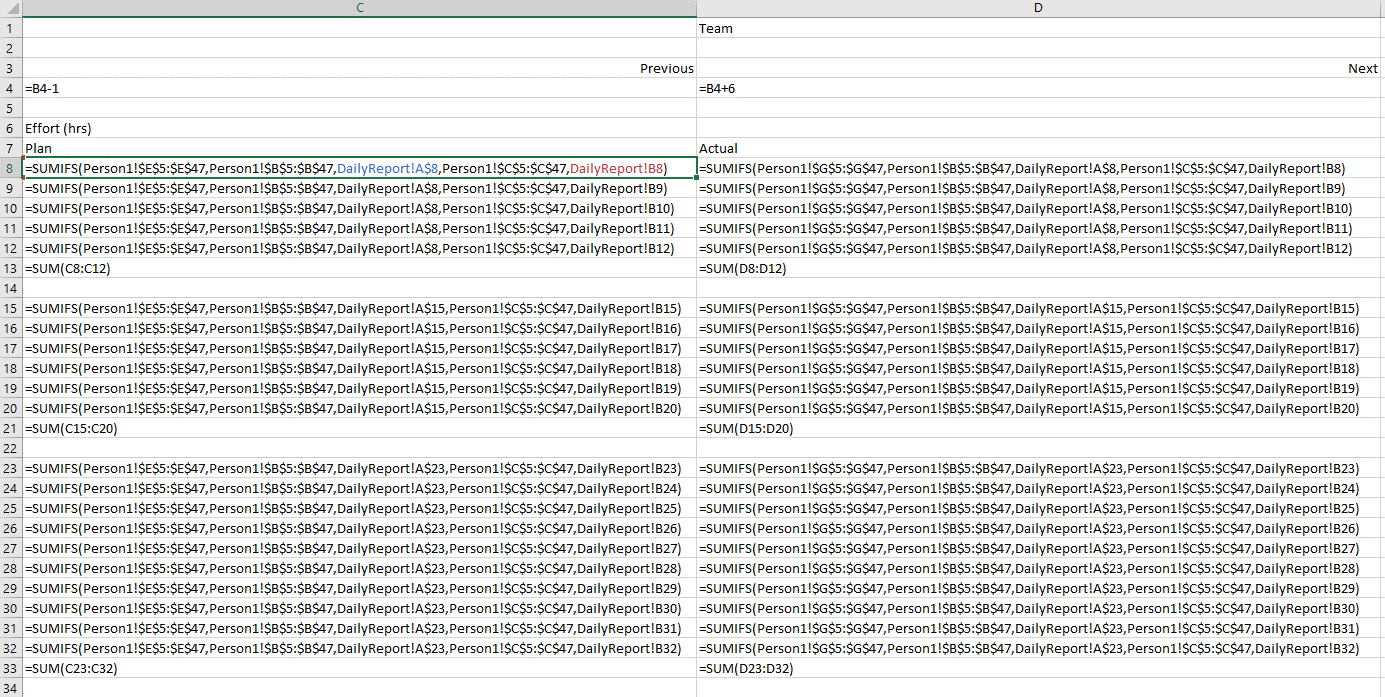 C D
1 Team
2
3 Previous Next
4 =B4-1 =B4+6
5
6 Effort (hrs)
7 Plan Actual
8 =SUMIFS(Person1!$E$5:$E$47,Person1!$B$5:$B$47,DailyReport!A$8,Person1!$C$5:$C$47,DailyReport!B8) =SUMIFS(Person1!$G$5:$G$47,Person1!$B$5:$B$47,DailyReport!A$8,Person1!$C$5:$C$47,DailyReport!B8)
9 =SUMIFS(Person1!$E$5:$E$47,Person1!$B$5:$B$47,DailyReport!A$8,Person1!$C$5:$C$47,DailyReport!B9) =SUMIFS(Person1!$G$5:$G$47,Person1!$B$5:$B$47,DailyReport!A$8,Person1!$C$5:$C$47,DailyReport!B9)
10 =SUMIFS(Person1!$E$5:$E$47,Person1!$B$5:$B$47,DailyReport!A$8,Person1!$C$5:$C$47,DailyReport!B10) =SUMIFS(Person1!$G$5:$G$47,Person1!$B$5:$B$47,DailyReport!A$8,Person1!$C$5:$C$47,DailyReport!B10)
11 =SUMIFS(Person1!$E$5:$E$47,Person1!$B$5:$B$47,DailyReport!A$8,Person1!$C$5:$C$47,DailyReport!B11) =SUMIFS(Person1!$G$5:$G$47,Person1!$B$5:$B$47,DailyReport!A$8,Person1!$C$5:$C$47,DailyReport!B11)
12 =SUMIFS(Person1!$E$5:$E$47,Person1!$B$5:$B$47,DailyReport!A$8,Person1!$C$5:$C$47,DailyReport!B12) =SUMIFS(Person1!$G$5:$G$47,Person1!$B$5:$B$47,DailyReport!A$8,Person1!$C$5:$C$47,DailyReport!B12)
13 =SUM(C8:C12) =SUM(D8:D12)
14
15 =SUMIFS(Person1!$E$5:$E$47,Person1!$B$5:$B$47,DailyReport!A$15,Person1!$C$5:$C$47,DailyReport!B15) =SUMIFS(Person1!$G$5:$G$47,Person1!$B$5:$B$47,DailyReport!A$15,Person1!$C$5:$C$47,DailyReport!B15)
16 =SUMIFS(Person1!$E$5:$E$47,Person1!$B$5:$B$47,DailyReport!A$15,Person1!$C$5:$C$47,DailyReport!B16) =SUMIFS(Person1!$G$5:$G$47,Person1!$B$5:$B$47,DailyReport!A$15,Person1!$C$5:$C$47,DailyReport!B16)
17 =SUMIFS(Person1!$E$5:$E$47,Person1!$B$5:$B$47,DailyReport!A$15,Person1!$C$5:$C$47,DailyReport!B17) =SUMIFS(Person1!$G$5:$G$47,Person1!$B$5:$B$47,DailyReport!A$15,Person1!$C$5:$C$47,DailyReport!B17)
18 =SUMIFS(Person1!$E$5:$E$47,Person1!$B$5:$B$47,DailyReport!A$15,Person1!$C$5:$C$47,DailyReport!B18) =SUMIFS(Person1!$G$5:$G$47,Person1!$B$5:$B$47,DailyReport!A$15,Person1!$C$5:$C$47,DailyReport!B18)
19 =SUMIFS(Person1!$E$5:$E$47,Person1!$B$5:$B$47,DailyReport!A$15,Person1!$C$5:$C$47,DailyReport!B19) =SUMIFS(Person1!$G$5:$G$47,Person1!$B$5:$B$47,DailyReport!A$15,Person1!$C$5:$C$47,DailyReport!B19)
20 =SUMIFS(Person1!$E$5:$E$47,Person1!$B$5:$B$47,DailyReport!A$15,Person1!$C$5:$C$47,DailyReport!B20) =SUMIFS(Person1!$G$5:$G$47,Person1!$B$5:$B$47,DailyReport!A$15,Person1!$C$5:$C$47,DailyReport!B20)
21 =SUM(C15:C20) =SUM(D15:D20)
22
23 =SUMIFS(Person1!$E$5:$E$47,Person1!$B$5:$B$47,DailyReport!A$23,Person1!$C$5:$C$47,DailyReport!B23) =SUMIFS(Person1!$G$5:$G$47,Person1!$B$5:$B$47,DailyReport!A$23,Person1!$C$5:$C$47,DailyReport!B23)
24 =SUMIFS(Person1!$E$5:$E$47,Person1!$B$5:$B$47,DailyReport!A$23,Person1!$C$5:$C$47,DailyReport!B24) =SUMIFS(Person1!$G$5:$G$47,Person1!$B$5:$B$47,DailyReport!A$23,Person1!$C$5:$C$47,DailyReport!B24)
25 =SUMIFS(Person1!$E$5:$E$47,Person1!$B$5:$B$47,DailyReport!A$23,Person1!$C$5:$C$47,DailyReport!B25) =SUMIFS(Person1!$G$5:$G$47,Person1!$B$5:$B$47,DailyReport!A$23,Person1!$C$5:$C$47,DailyReport!B25)
26 =SUMIFS(Person1!$E$5:$E$47,Person1!$B$5:$B$47,DailyReport!A$23,Person1!$C$5:$C$47,DailyReport!B26) =SUMIFS(Person1!$G$5:$G$47,Person1!$B$5:$B$47,DailyReport!A$23,Person1!$C$5:$C$47,DailyReport!B26)
27 =SUMIFS(Person1!$E$5:$E$47,Person1!$B$5:$B$47,DailyReport!A$23,Person1!$C$5:$C$47,DailyReport!B27) =SUMIFS(Person1!$G$5:$G$47,Person1!$B$5:$B$47,DailyReport!A$23,Person1!$C$5:$C$47,DailyReport!B27)
28 =SUMIFS(Person1!$E$5:$E$47,Person1!$B$5:$B$47,DailyReport!A$23,Person1!$C$5:$C$47,DailyReport!B28) =SUMIFS(Person1!$G$5:$G$47,Person1!$B$5:$B$47,DailyReport!A$23,Person1!$C$5:$C$47,DailyReport!B28)
29 =SUMIFS(Person1!$E$5:$E$47,Person1!$B$5:$B$47,DailyReport!A$23,Person1!$C$5:$C$47,DailyReport!B29) =SUMIFS(Person1!$G$5:$G$47,Person1!$B$5:$B$47,DailyReport!A$23,Person1!$C$5:$C$47,DailyReport!B29)
30 =SUMIFS(Person1!$E$5:$E$47,Person1!$B$5:$B$47,DailyReport!A$23,Person1!$C$5:$C$47,DailyReport!B30) =SUMIFS(Person1!$G$5:$G$47,Person1!$B$5:$B$47,DailyReport!A$23,Person1!$C$5:$C$47,DailyReport!B30)
31 =SUMIFS(Person1!$E$5:$E$47,Person1!$B$5:$B$47,DailyReport!A$23,Person1!$C$5:$C$47,DailyReport!B31) =SUMIFS(Person1!$G$5:$G$47,Person1!$B$5:$B$47,DailyReport!A$23,Person1!$C$5:$C$47,DailyReport!B31)
32 =SUMIFS(Person1!$E$5:$E$47,Person1!$B$5:$B$47,DailyReport!A$23,Person1!$C$5:$C$47,DailyReport!B32) =SUMIFS(Person1!$G$5:$G$47,Person1!$B$5:$B$47,DailyReport!A$23,Person1!$C$5:$C$47,DailyReport!B32)
33 =SUM(C23:C32) =SUM(D23:D32)
34